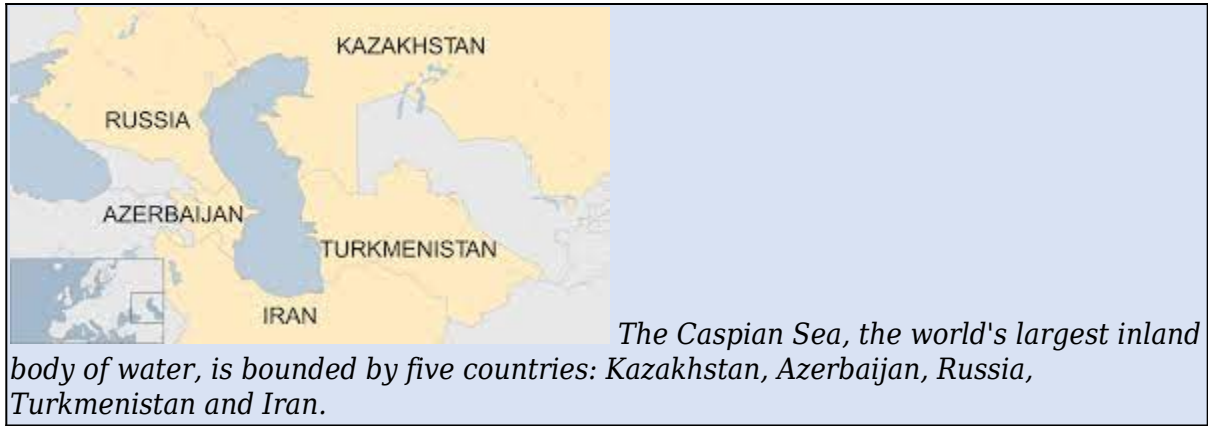 KAZAKHSTAN
RUSSIA
AZERBAIJAN
TURKMENISTAN
IRAN
The Caspian Sea, the world's largest inland
body of water, is bounded by five countries: Kazakhstan, Azerbaijan, Russia,
Turkmenistan and Iran.